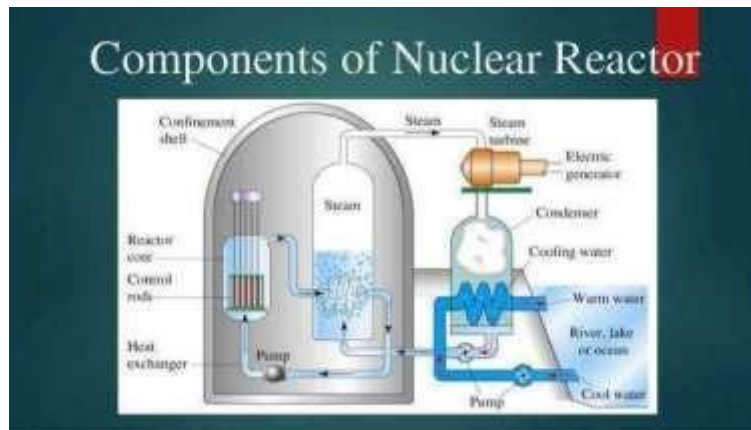 Components of Nuclear Reactor
Confinement
shell
Steam
Steam
turbine
Electric
generator
Steam
Condenser
Reactor
core
Cooling water
Control
rods
Warm water
River, lake
or ocean
Heat
exchanger
Pump
Pump
Cool water